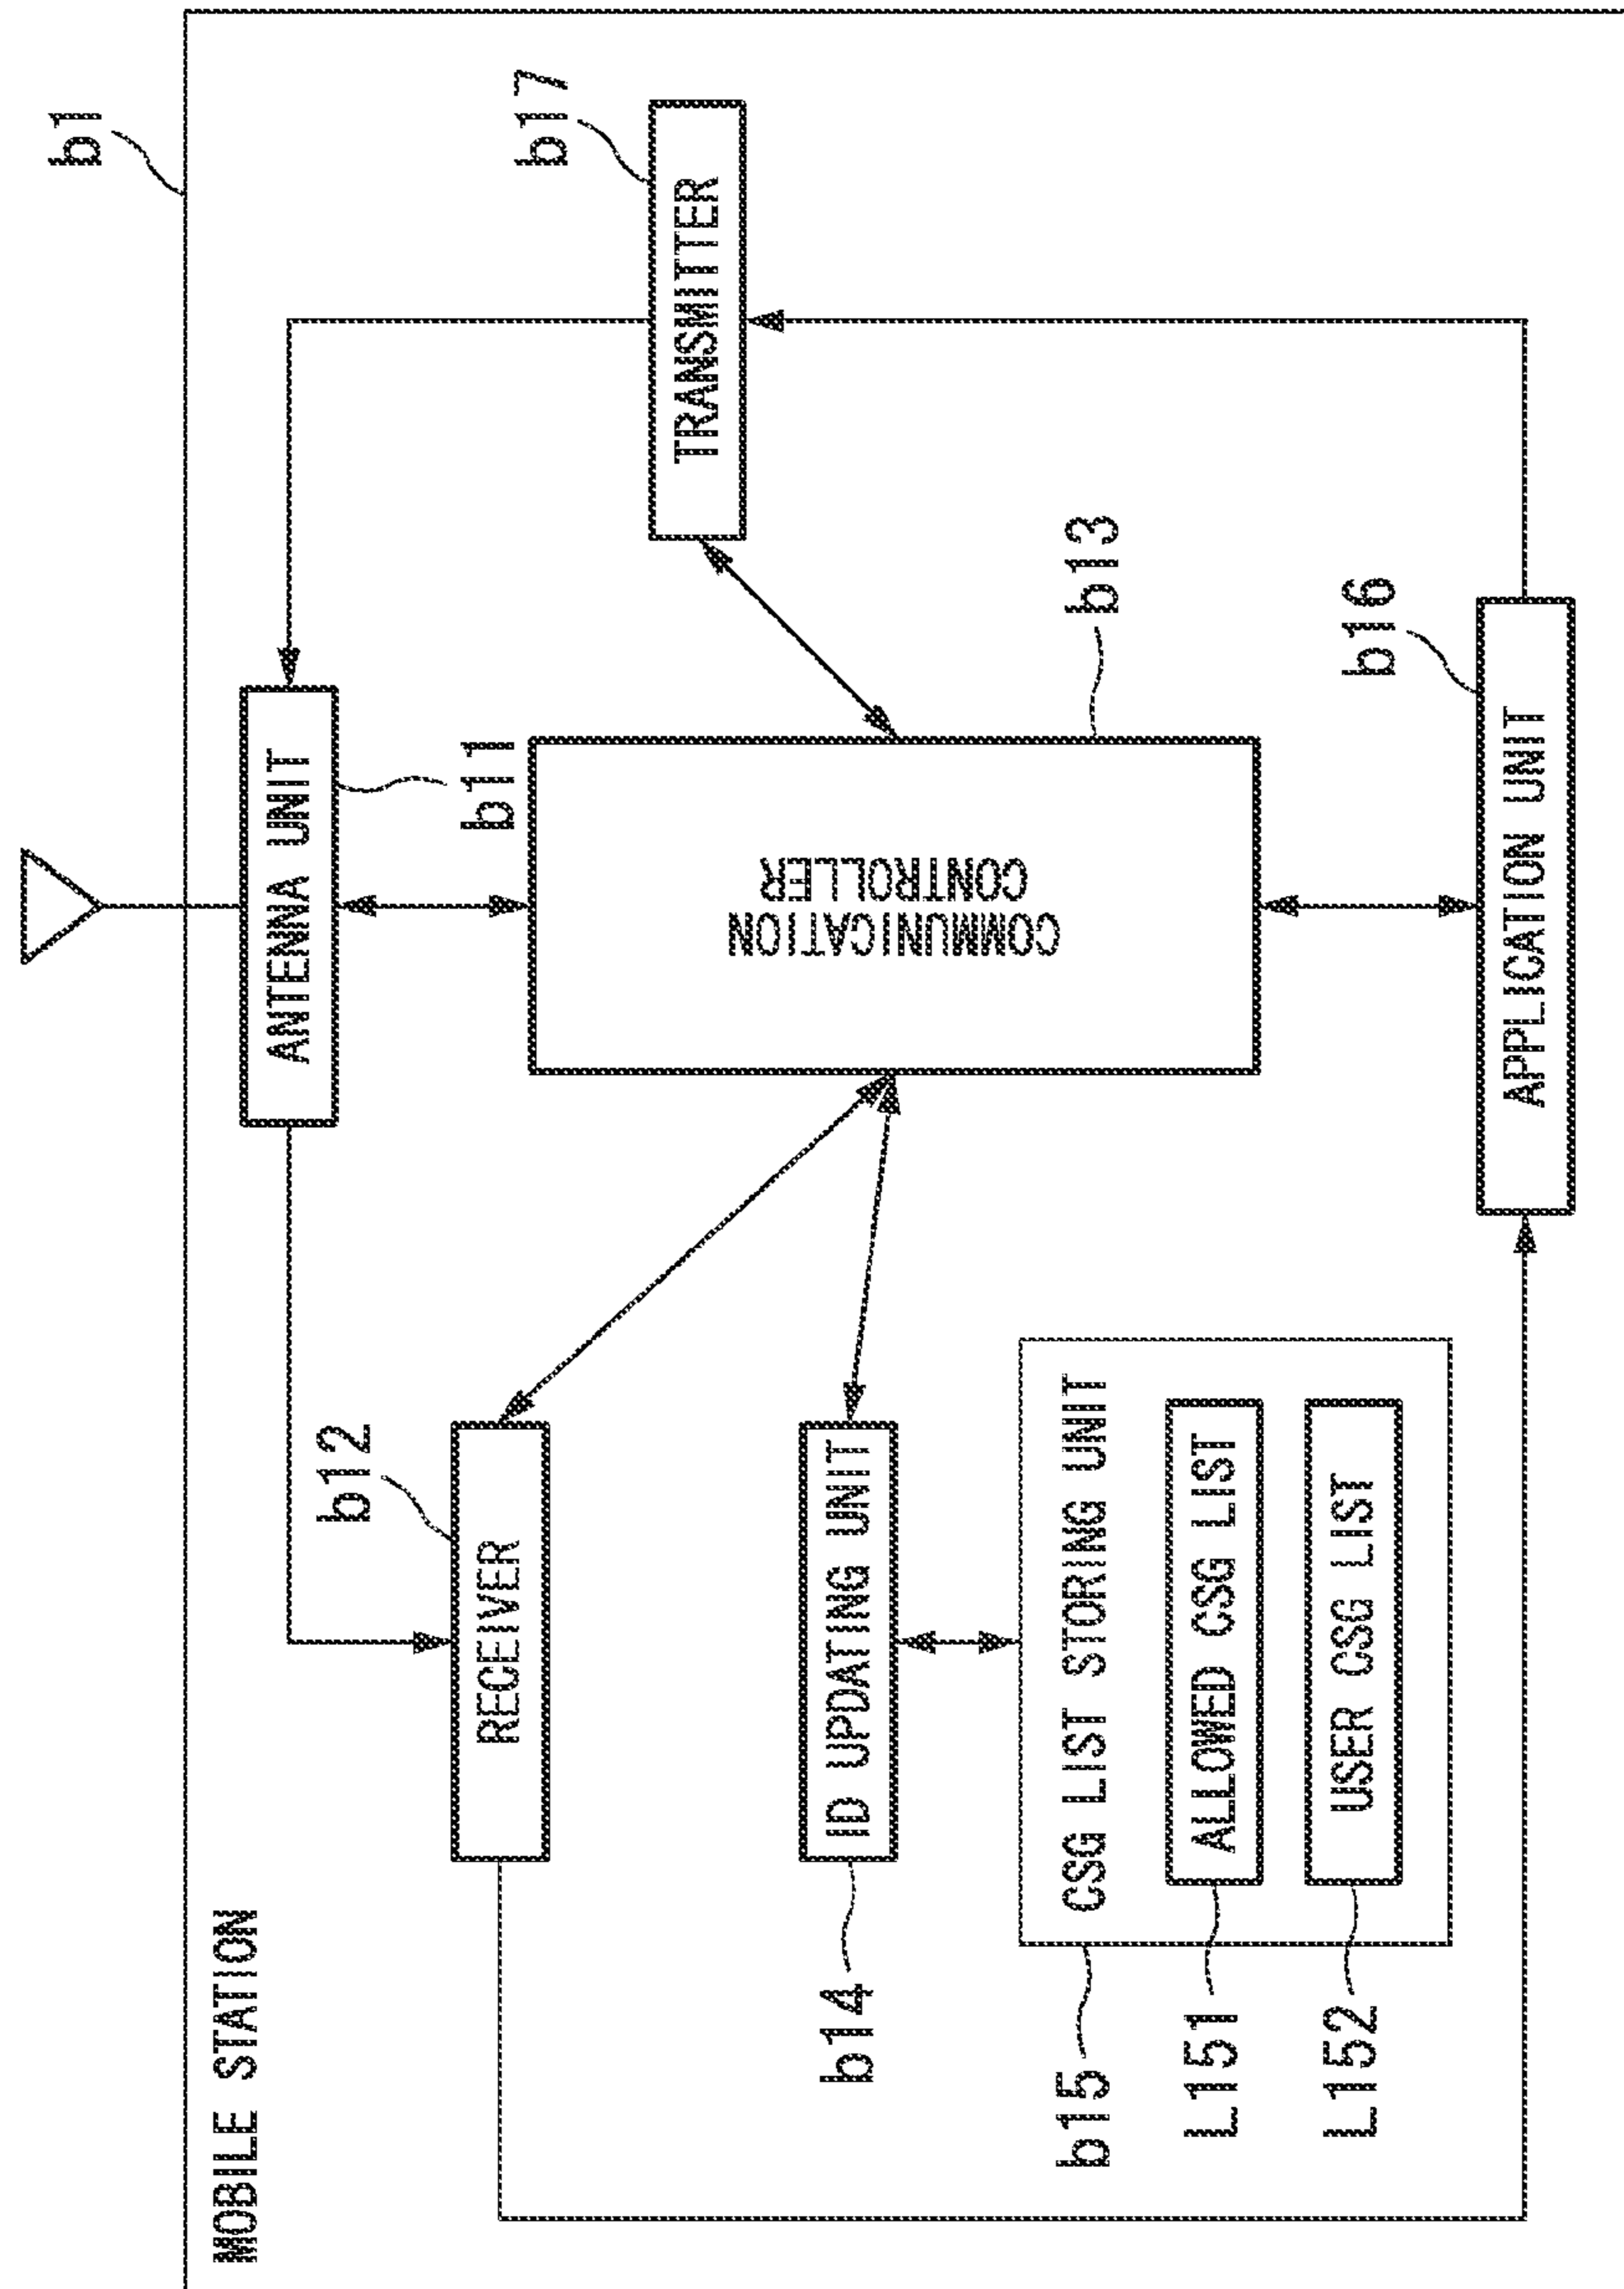 MOBILE STATION
b1
ANTENNA UNIT
b11
b12
RECEIVER
b17
TRANSMITTER
COMMUNICATION
CONTROLLER
b13
ID UPDATING UNIT
b14
CSG LIST STORING UNIT
b15
ALLOWED CSG LIST
L151
USER CSG LIST
L152
APPLICATION UNIT
b16